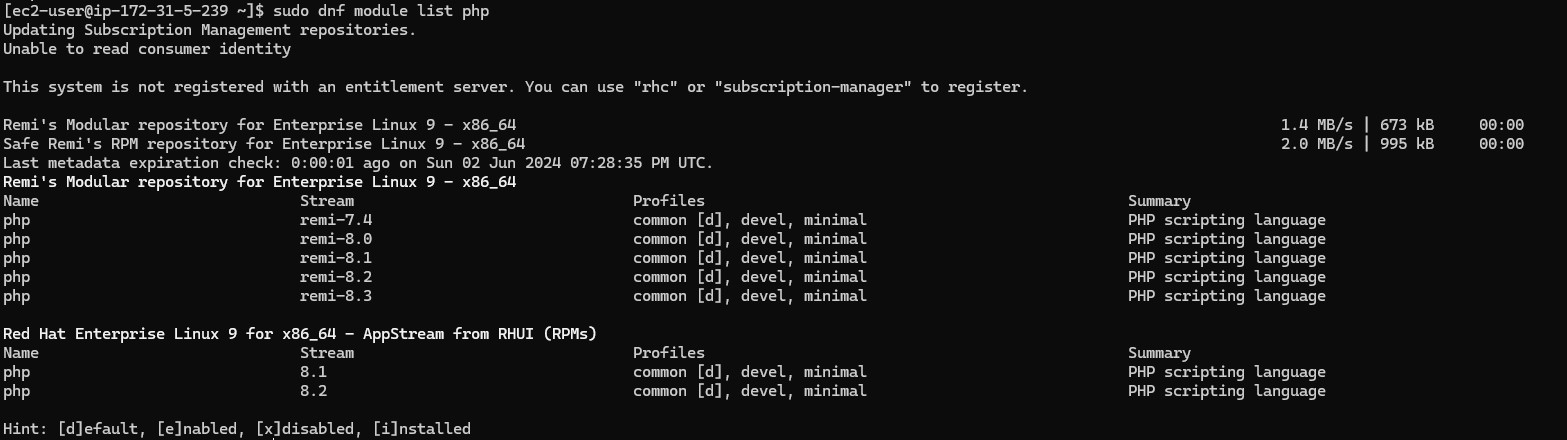 [ec2-user@ip-172-31-5-239 ~]$ sudo dnf module list php
Updating Subscription Management repositories.
Unable to read consumer identity
This system is not registered with an entitlement server. You can use "rhc" or "subscription-manager" to register.
Remi's Modular repository for Enterprise Linux 9 - x86_64 1.4 MB/s | 673 kB 00:00
Safe Remi's RPM repository for Enterprise Linux 9 - x86_64 2.0 MB/s | 995 kB 00:00
Last metadata expiration check: 0:00:01 ago on Sun 02 Jun 2024 07:28:35 PM UTC.
Remi's Modular repository for Enterprise Linux 9 - x86_64
Name Stream Profiles Summary
php remi-7.4 common [d], devel, minimal PHP scripting language
php remi-8.0 common [d], devel, minimal PHP scripting language
php remi-8.1 common [d], devel, minimal PHP scripting language
php remi-8.2 common [d], devel, minimal PHP scripting language
php remi-8.3 common [d], devel, minimal PHP scripting language
Red Hat Enterprise Linux 9 for x86_64 - AppStream from RHUI (RPMs)
Name Stream Profiles Summary
php 8.1 common [d], devel, minimal PHP scripting language
php 8.2 common [d], devel, minimal PHP scripting language
Hint: [d]efault, [e]nabled, [x]disabled, [i]nstalled